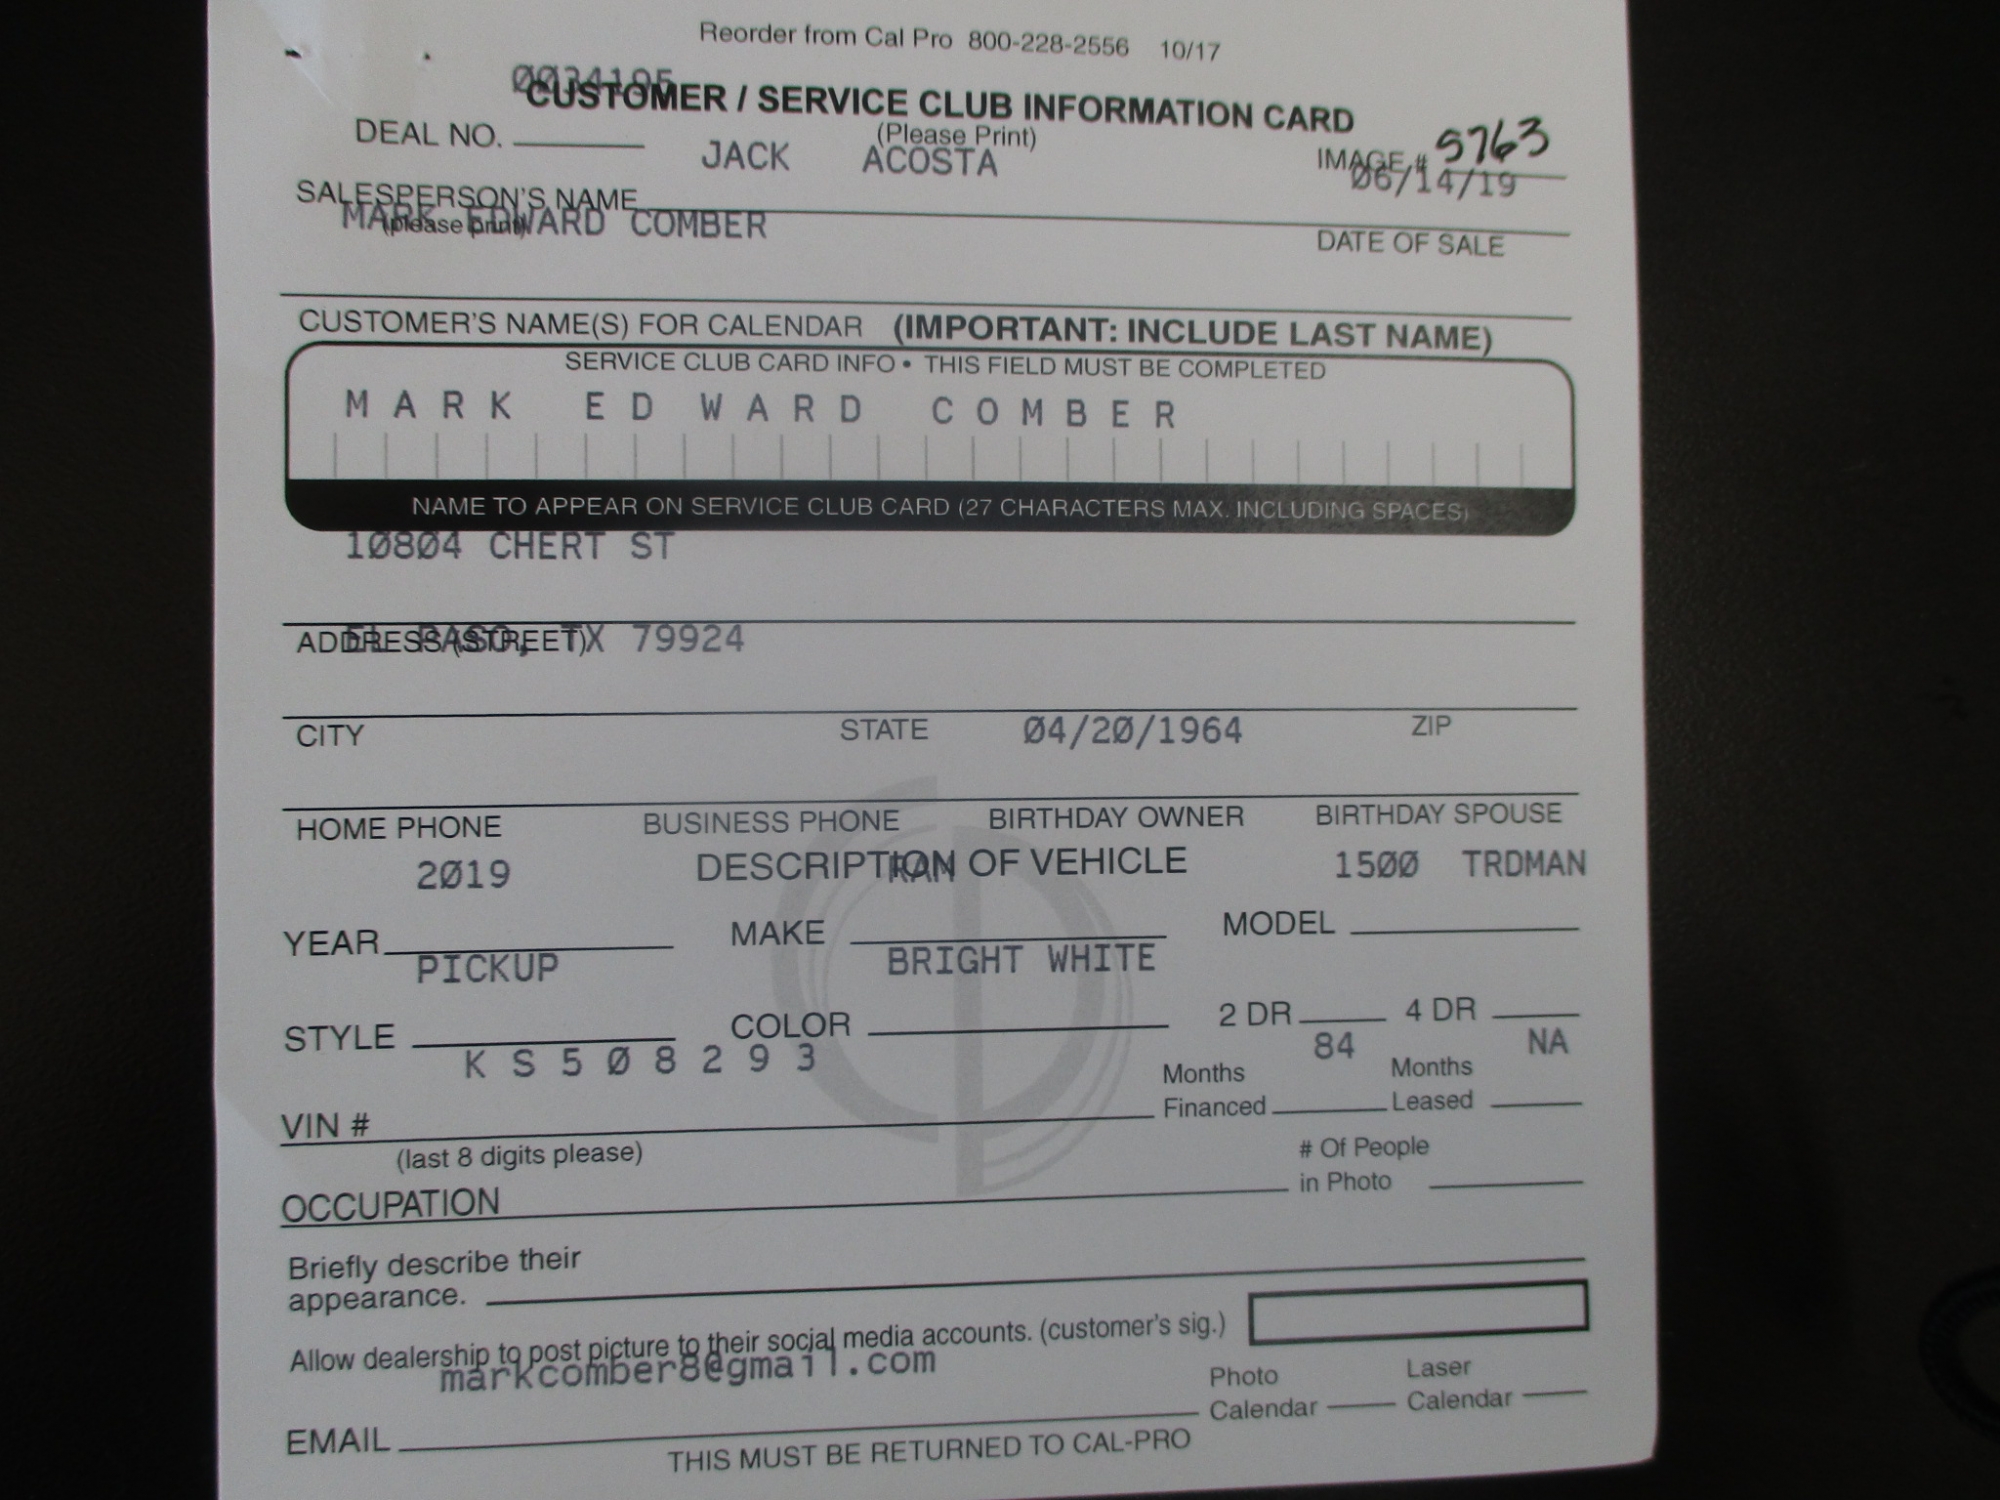 Reorder from Cal Pro 800-228-2556 10/17
0034195
CUSTOMER / SERVICE CLUB INFORMATION CARD
(Please Print)
DEAL NO.
JACK ACOSTA
IMAGE # 5763
06/14/19
SALESPERSON'S NAME
(please print)
MARK EDWARD COMBER
DATE OF SALE
CUSTOMER'S NAME(S) FOR CALENDAR (IMPORTANT: INCLUDE LAST NAME)
SERVICE CLUB CARD INFO • THIS FIELD MUST BE COMPLETED
MARK EDWARD COMBER
NAME TO APPEAR ON SERVICE CLUB CARD (27 CHARACTERS MAX. INCLUDING SPACES)
10804 CHERT ST
ADDRESS (STREET)
EL PASO, TX 79924
CITY STATE ZIP
04/20/1964
HOME PHONE BUSINESS PHONE BIRTHDAY OWNER BIRTHDAY SPOUSE
DESCRIPTION OF VEHICLE
2019 RAM 1500 TRDMAN
YEAR MAKE MODEL
PICKUP BRIGHT WHITE
STYLE COLOR 2 DR 4 DR
KS508293 84 NA
VIN # Months Financed Months Leased
(last 8 digits please)
OCCUPATION # Of People in Photo
Briefly describe their
appearance.
Allow dealership to post picture to their social media accounts. (customer's sig.)
markcomber8@gmail.com
EMAIL Photo Calendar Laser Calendar
THIS MUST BE RETURNED TO CAL-PRO